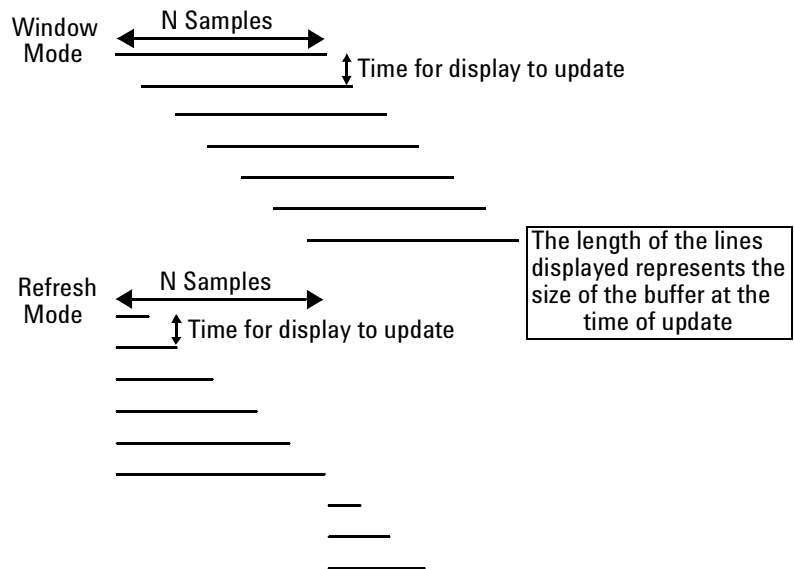 Window
Mode
N Samples
Time for display to update
The length of the lines
displayed represents the
size of the buffer at the
time of update
Refresh
Mode
N Samples
Time for display to update